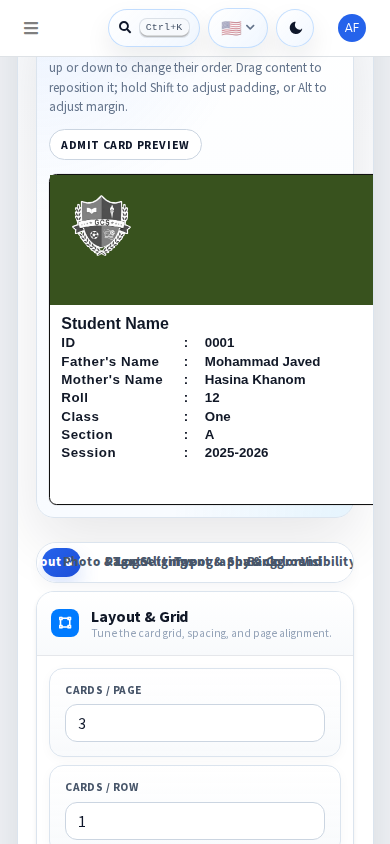 Ctrl+K
AF
up or down to change their order. Drag content to
reposition it; hold Shift to adjust padding, or Alt to
adjust margin.
ADMIT CARD PREVIEW
GCS
Student Name
ID : 0001
Father's Name : Mohammad Javed
Mother's Name : Hasina Khanom
Roll : 12
Class : One
Section : A
Session : 2025-2026
Layout & Grid
Tune the card grid, spacing, and page alignment.
CARDS / PAGE
3
CARDS / ROW
1